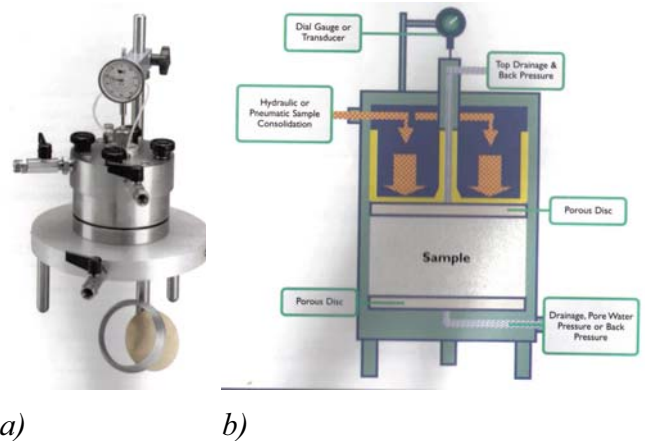 Dial Gauge or
Transducer
Top Drainage &
Back Pressure
Hydraulic or
Pneumatic Sample
Consolidation
Porous Disc
Sample
Porous Disc
Drainage, Pore Water
Pressure or Back
Pressure
a)
b)